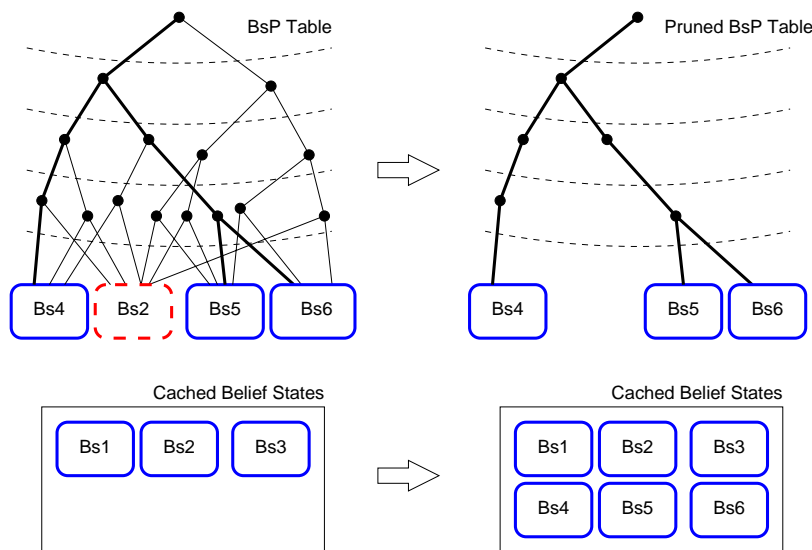 BsP Table
Pruned BsP Table
Bs4 Bs2 Bs5 Bs6
Bs4 Bs5 Bs6
Cached Belief States
Cached Belief States
Bs1 Bs2 Bs3
Bs1 Bs2 Bs3
Bs4 Bs5 Bs6